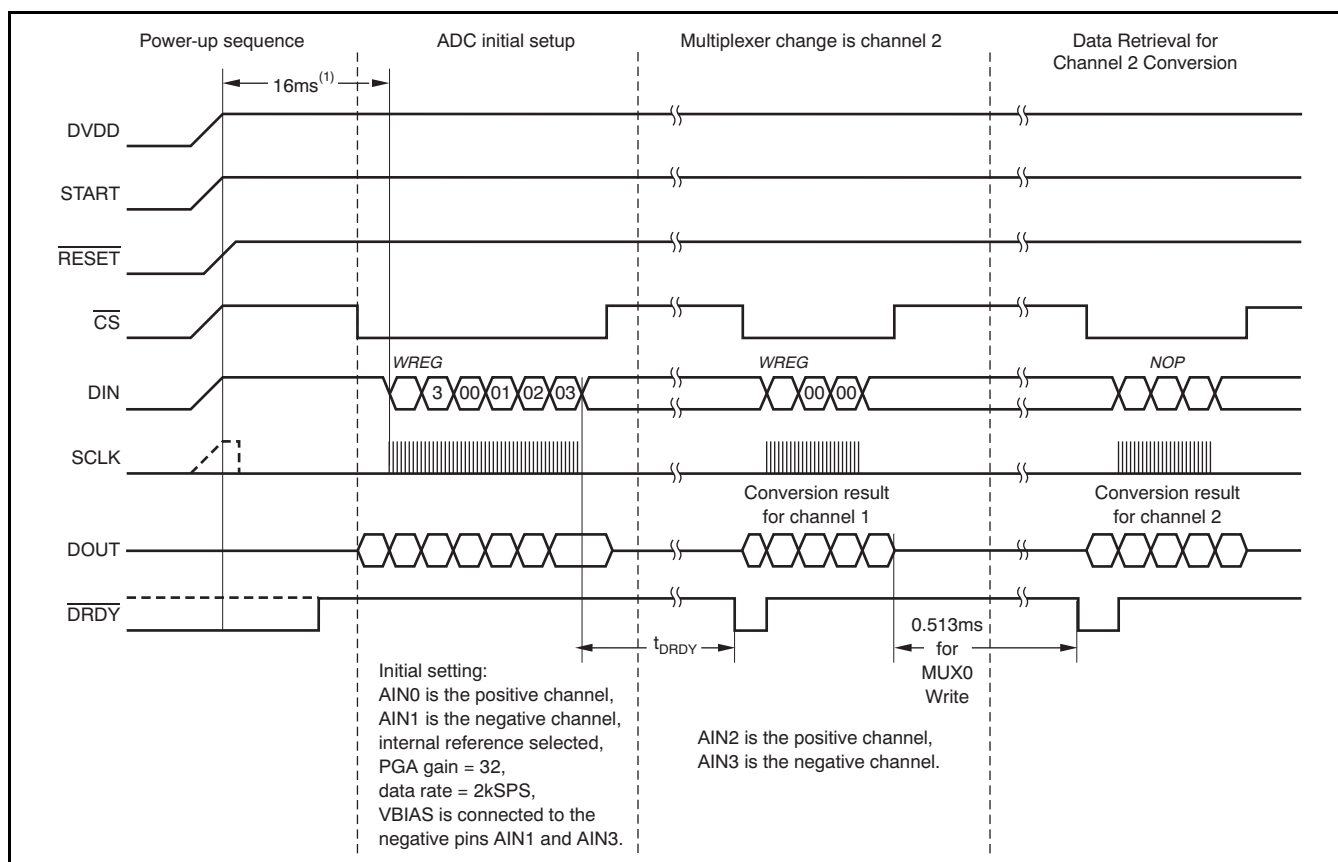 Power-up sequence
ADC initial setup
Multiplexer change is channel 2
Data Retrieval for
Channel 2 Conversion
16ms(1)
DVDD
START
RESET
CS
WREG
WREG
NOP
DIN
3 00 01 02 03
00 00
SCLK
Conversion result
for channel 1
Conversion result
for channel 2
DOUT
DRDY
tDRDY
0.513ms
for
MUX0
Write
Initial setting:
AIN0 is the positive channel,
AIN1 is the negative channel,
internal reference selected,
PGA gain = 32,
data rate = 2kSPS,
VBIAS is connected to the
negative pins AIN1 and AIN3.
AIN2 is the positive channel,
AIN3 is the negative channel.